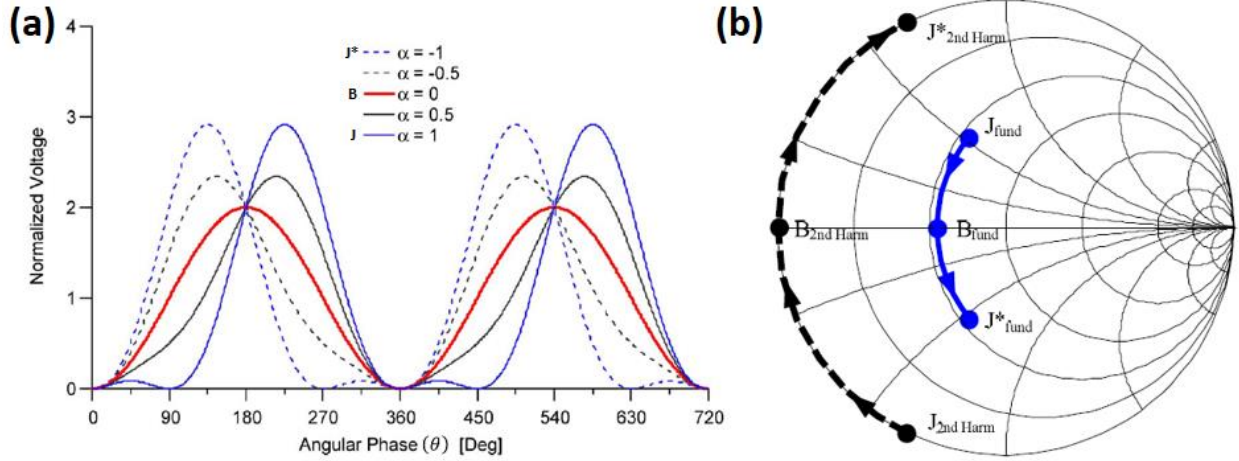 (a)
4
3
2
1
0
Normalized Voltage
J* α = -1
α = -0.5
B α = 0
α = 0.5
J α = 1
0 90 180 270 360 450 540 630 720
Angular Phase (θ) [Deg]
(b)
J*2nd Harm
Jfund
B2nd Harm
Bfund
J*fund
J2nd Harm